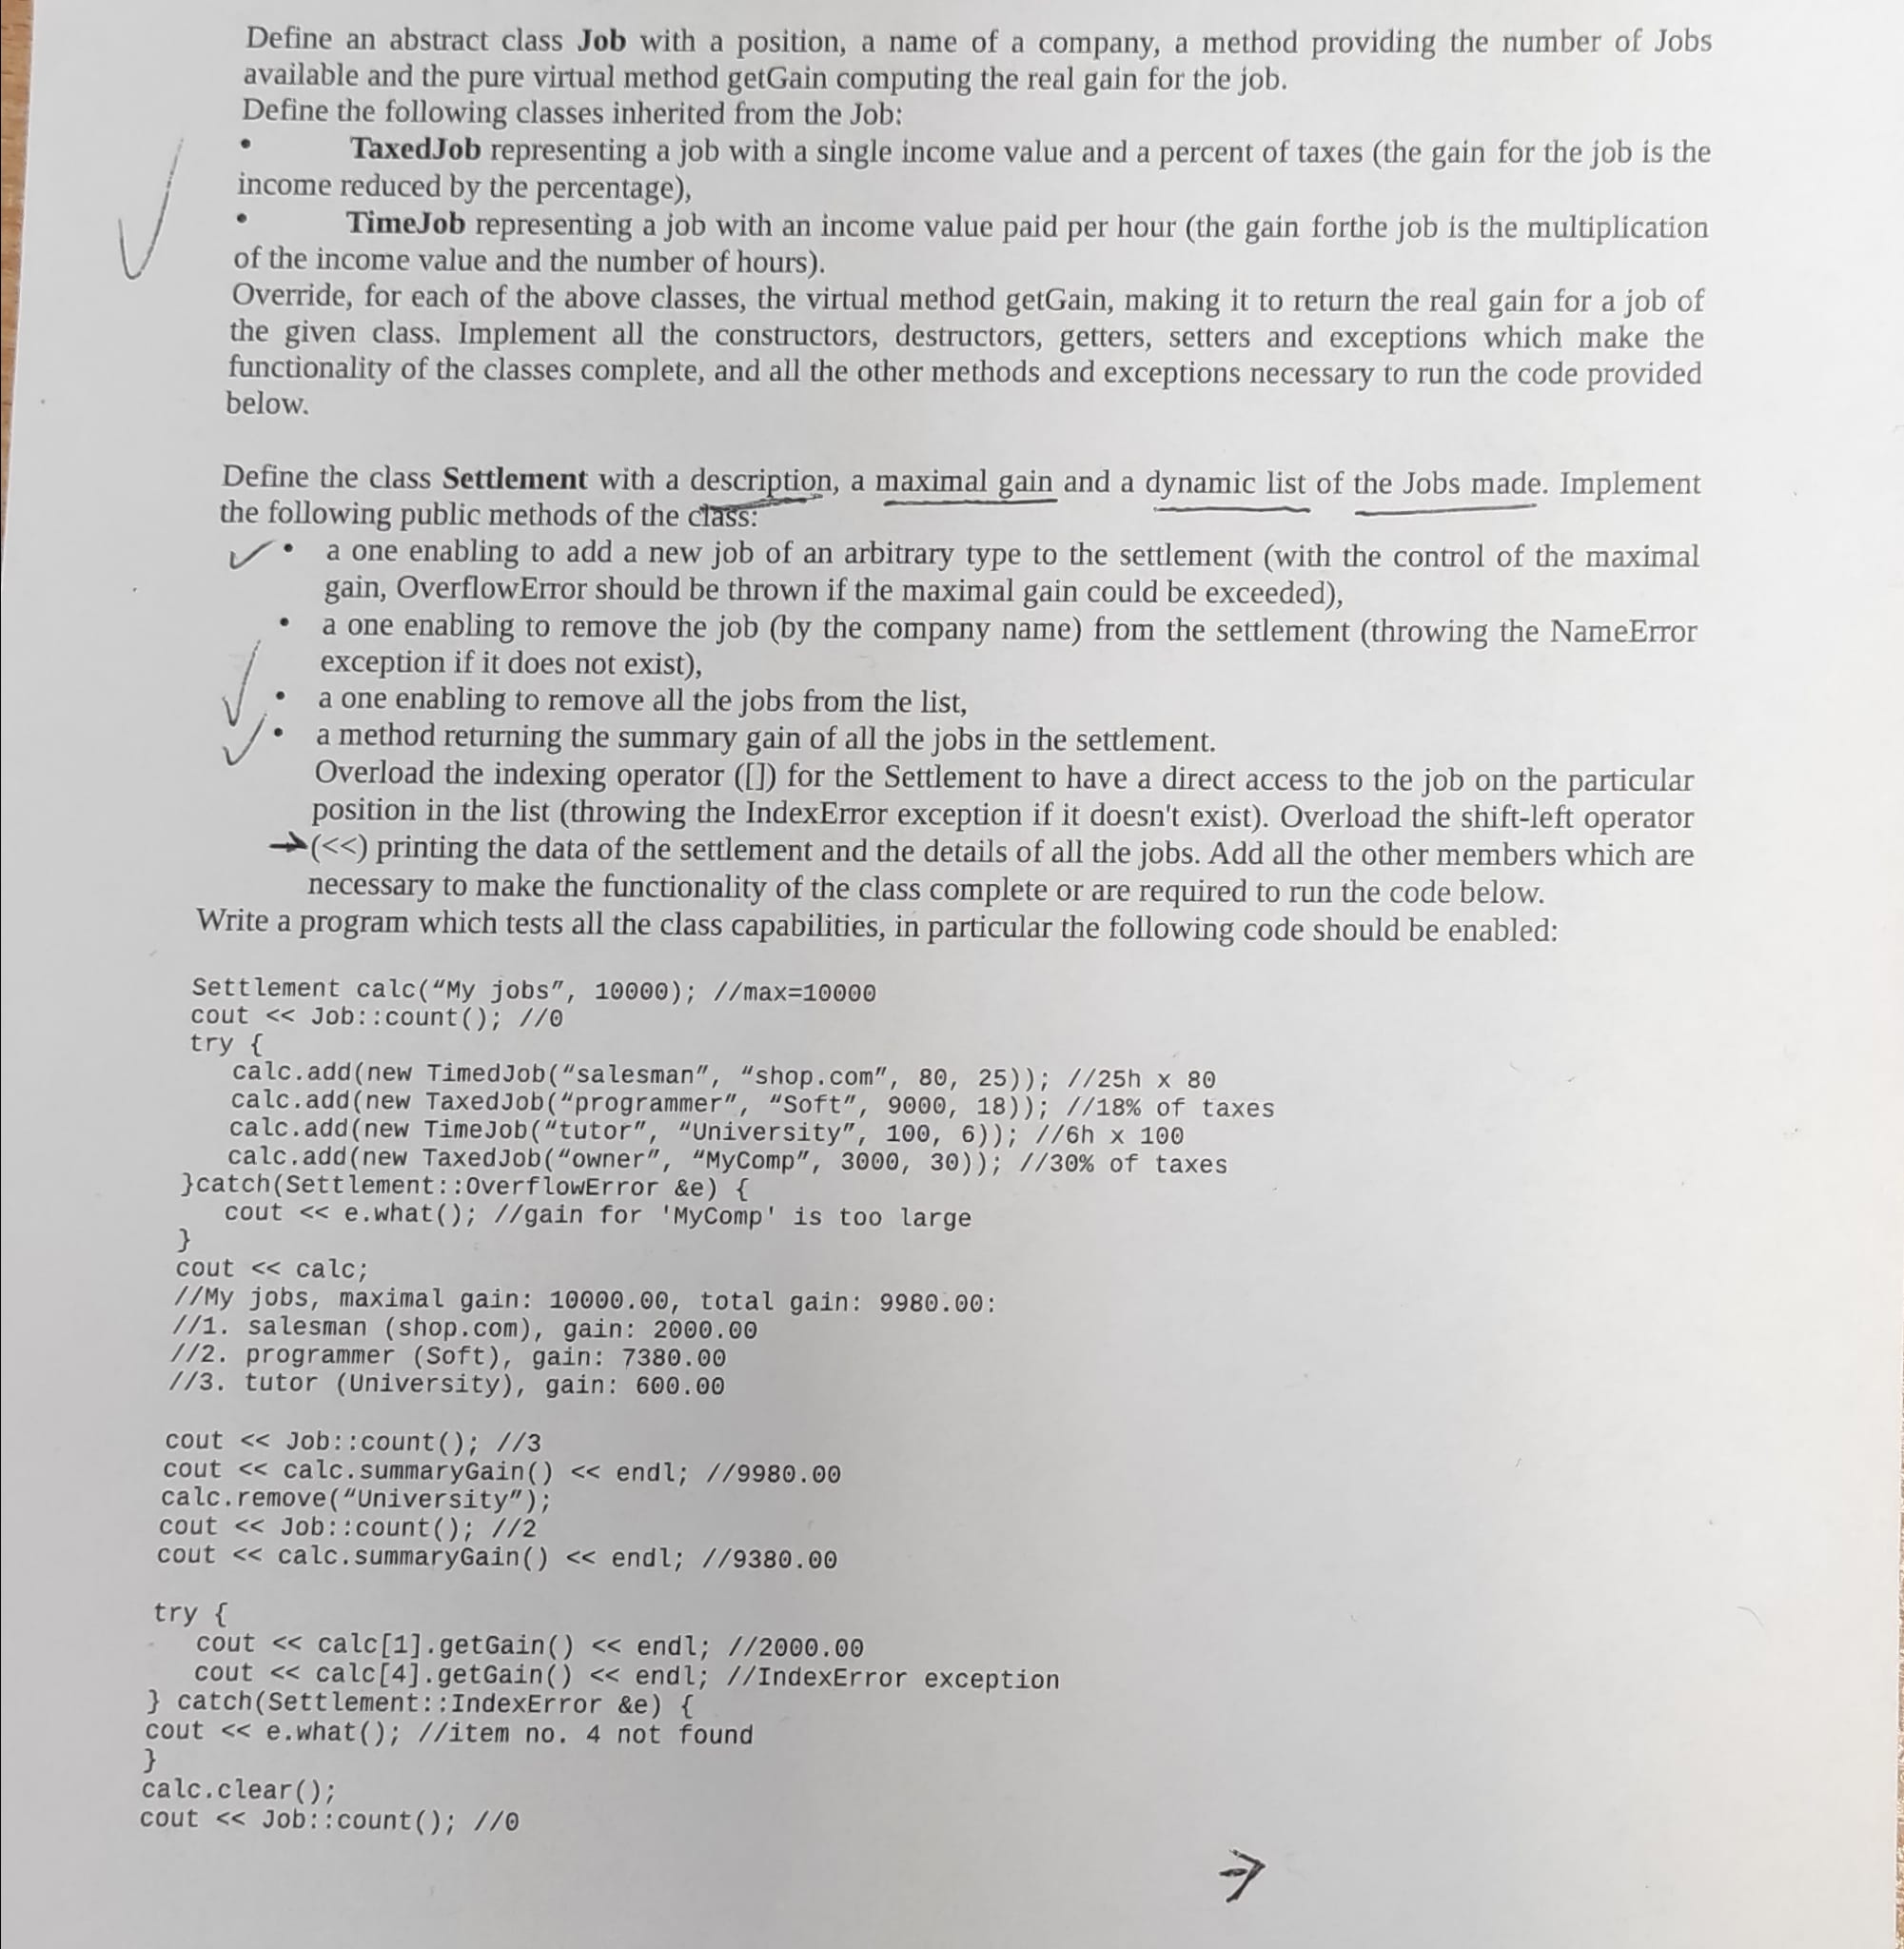 Define an abstract class Job with a position, a name of a company, a method providing the number of Jobs
available and the pure virtual method getGain computing the real gain for the job.
Define the following classes inherited from the Job:
• TaxedJob representing a job with a single income value and a percent of taxes (the gain for the job is the
income reduced by the percentage),
• TimeJob representing a job with an income value paid per hour (the gain forthe job is the multiplication
of the income value and the number of hours).
Override, for each of the above classes, the virtual method getGain, making it to return the real gain for a job of
the given class. Implement all the constructors, destructors, getters, setters and exceptions which make the
functionality of the classes complete, and all the other methods and exceptions necessary to run the code provided
below.
Define the class Settlement with a description, a maximal gain and a dynamic list of the Jobs made. Implement
the following public methods of the class:
• a one enabling to add a new job of an arbitrary type to the settlement (with the control of the maximal
gain, OverflowError should be thrown if the maximal gain could be exceeded),
• a one enabling to remove the job (by the company name) from the settlement (throwing the NameError
exception if it does not exist),
• a one enabling to remove all the jobs from the list,
• a method returning the summary gain of all the jobs in the settlement.
Overload the indexing operator ([]) for the Settlement to have a direct access to the job on the particular
position in the list (throwing the IndexError exception if it doesn't exist). Overload the shift-left operator
(<<) printing the data of the settlement and the details of all the jobs. Add all the other members which are
necessary to make the functionality of the class complete or are required to run the code below.
Write a program which tests all the class capabilities, in particular the following code should be enabled:
Settlement calc(“My jobs”, 10000); //max=10000
cout << Job::count(); //0
try {
calc.add(new TimedJob(“salesman”, “shop.com”, 80, 25)); //25h x 80
calc.add(new TaxedJob(“programmer”, “Soft”, 9000, 18)); //18% of taxes
calc.add(new TimeJob(“tutor”, “University”, 100, 6)); //6h x 100
calc.add(new TaxedJob(“owner”, “MyComp”, 3000, 30)); //30% of taxes
}catch(Settlement::OverflowError &e) {
cout << e.what(); //gain for 'MyComp' is too large
}
cout << calc;
//My jobs, maximal gain: 10000.00, total gain: 9980.00:
//1. salesman (shop.com), gain: 2000.00
//2. programmer (Soft), gain: 7380.00
//3. tutor (University), gain: 600.00
cout << Job::count(); //3
cout << calc.summaryGain() << endl; //9980.00
calc.remove(“University”);
cout << Job::count(); //2
cout << calc.summaryGain() << endl; //9380.00
try {
cout << calc[1].getGain() << endl; //2000.00
cout << calc[4].getGain() << endl; //IndexError exception
} catch(Settlement::IndexError &e) {
cout << e.what(); //item no. 4 not found
}
calc.clear();
cout << Job::count(); //0